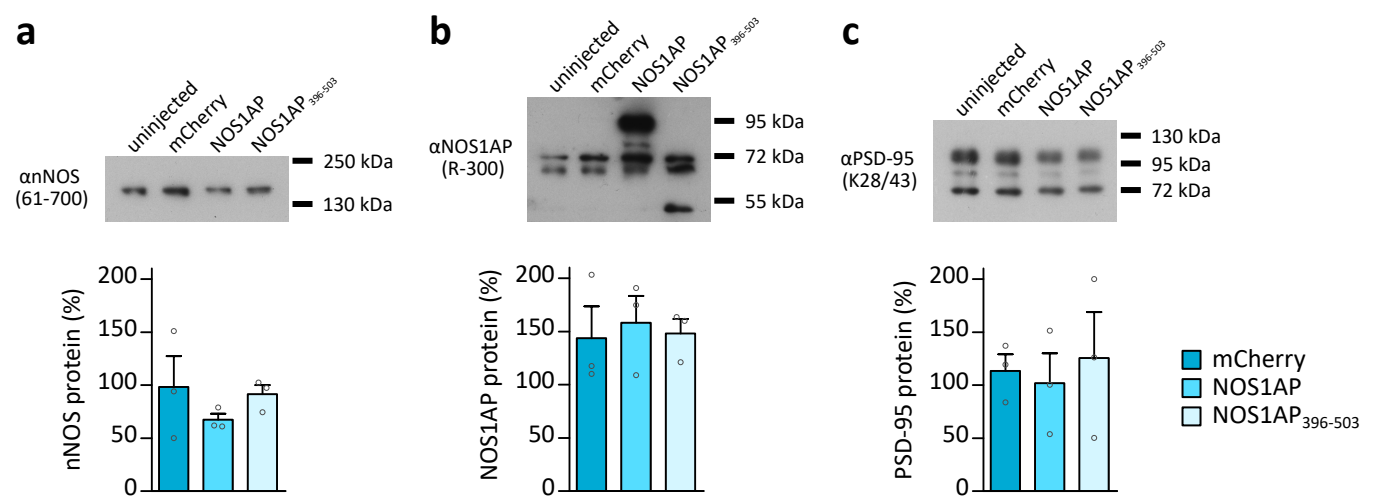 a
uninjected
mCherry
NOS1AP
NOS1AP396-503
αnNOS
(61-700)
250 kDa
130 kDa
nNOS protein (%)
200
150
100
50
0
b
uninjected
mCherry
NOS1AP
NOS1AP396-503
αNOS1AP
(R-300)
95 kDa
72 kDa
55 kDa
NOS1AP protein (%)
200
150
100
50
0
c
uninjected
mCherry
NOS1AP
NOS1AP396-503
αPSD-95
(K28/43)
130 kDa
95 kDa
72 kDa
PSD-95 protein (%)
200
150
100
50
0
mCherry
NOS1AP
NOS1AP396-503